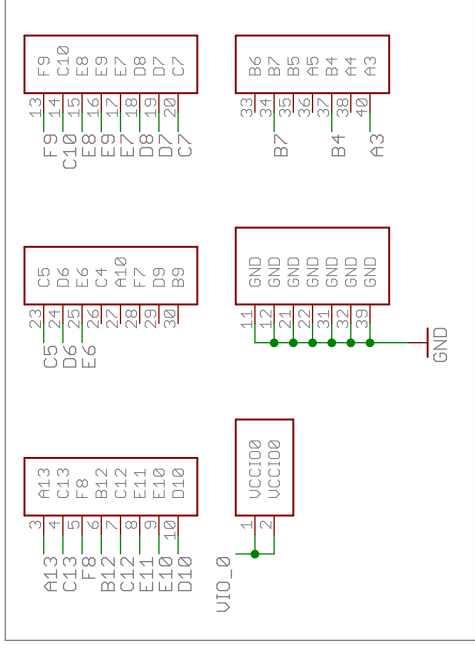 F9 C10 E8 E9 E7 D8 D7 C7
13 14 15 16 17 18 19 20
F9 C10 E8 E9 E7 D8 D7 C7
B6 B7 B5 A5 B4 A4 A3
33 34 35 36 37 38 40
B7 B4 A3
C5 D6 E6 C4 A10 F7 D9 B9
23 24 25 26 27 28 29 30
C5 D6 E6
GND GND GND GND GND GND GND
11 12 21 22 31 32 39
GND
A13 C13 F8 B12 C12 E11 E10 D10
3 4 5 6 7 8 9 10
A13 C13 F8 B12 C12 E11 E10 D10
VCCIO0 VCCIO0
1 2
VIO_0